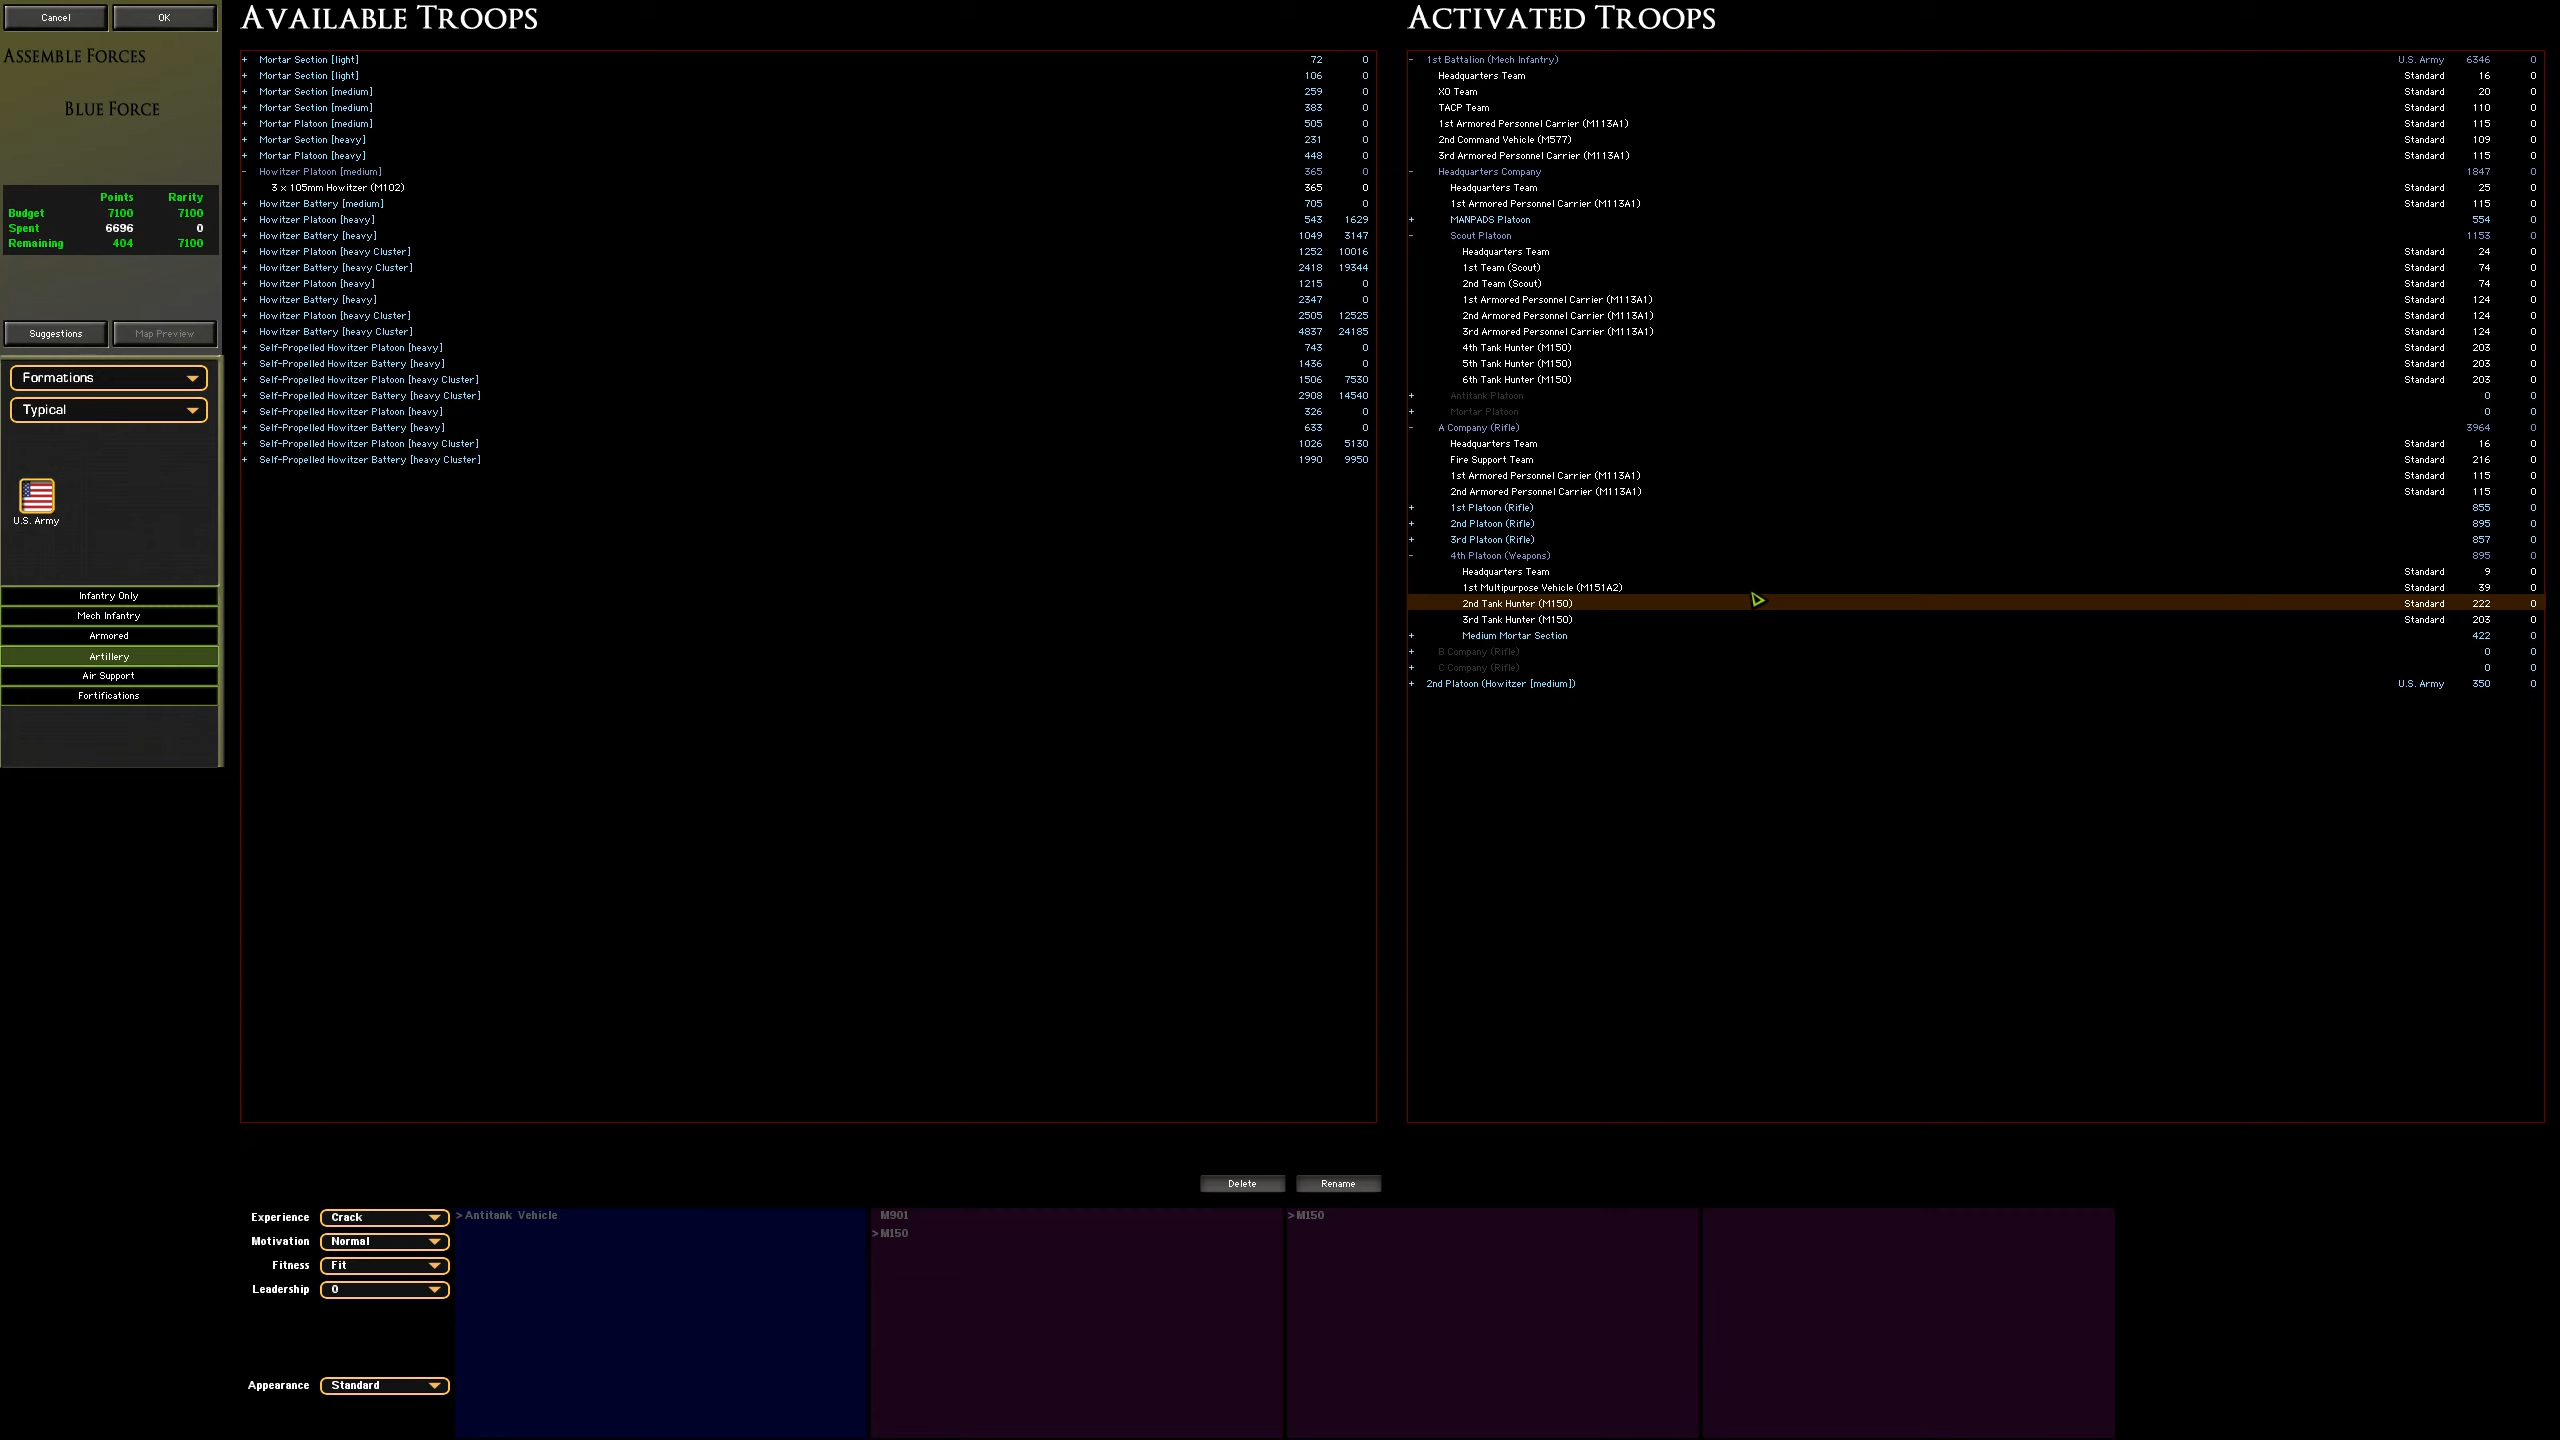 Cancel OK
ASSEMBLE FORCES
BLUE FORCE
Points Rarity
Budget 7100 7100
Spent 6696 0
Remaining 404 7100
Suggestions Map Preview
Formations
Typical
U.S. Army
Infantry Only
Mech Infantry
Armored
Artillery
Air Support
Fortifications
AVAILABLE TROOPS
+ Mortar Section [light] 72 0
+ Mortar Section [light] 106 0
+ Mortar Section [medium] 259 0
+ Mortar Section [medium] 383 0
+ Mortar Platoon [medium] 505 0
+ Mortar Section [heavy] 231 0
+ Mortar Platoon [heavy] 448 0
- Howitzer Platoon [medium] 365 0
3 x 105mm Howitzer (M102) 365 0
+ Howitzer Battery [medium] 705 0
+ Howitzer Platoon [heavy] 543 1629
+ Howitzer Battery [heavy] 1049 3147
+ Howitzer Platoon [heavy Cluster] 1252 10016
+ Howitzer Battery [heavy Cluster] 2418 19344
+ Howitzer Platoon [heavy] 1215 0
+ Howitzer Battery [heavy] 2347 0
+ Howitzer Platoon [heavy Cluster] 2505 12525
+ Howitzer Battery [heavy Cluster] 4837 24185
+ Self-Propelled Howitzer Platoon [heavy] 743 0
+ Self-Propelled Howitzer Battery [heavy] 1436 0
+ Self-Propelled Howitzer Platoon [heavy Cluster] 1506 7530
+ Self-Propelled Howitzer Battery [heavy Cluster] 2908 14540
+ Self-Propelled Howitzer Platoon [heavy] 326 0
+ Self-Propelled Howitzer Battery [heavy] 633 0
+ Self-Propelled Howitzer Platoon [heavy Cluster] 1026 5130
+ Self-Propelled Howitzer Battery [heavy Cluster] 1990 9950
ACTIVATED TROOPS
- 1st Battalion (Mech Infantry) U.S. Army 6346 0
Headquarters Team Standard 16 0
XO Team Standard 20 0
TACP Team Standard 110 0
1st Armored Personnel Carrier (M113A1) Standard 115 0
2nd Command Vehicle (M577) Standard 109 0
3rd Armored Personnel Carrier (M113A1) Standard 115 0
- Headquarters Company 1847 0
Headquarters Team Standard 25 0
1st Armored Personnel Carrier (M113A1) Standard 115 0
+ MANPADS Platoon 554 0
- Scout Platoon 1153 0
Headquarters Team Standard 24 0
1st Team (Scout) Standard 74 0
2nd Team (Scout) Standard 74 0
1st Armored Personnel Carrier (M113A1) Standard 124 0
2nd Armored Personnel Carrier (M113A1) Standard 124 0
3rd Armored Personnel Carrier (M113A1) Standard 124 0
4th Tank Hunter (M150) Standard 203 0
5th Tank Hunter (M150) Standard 203 0
6th Tank Hunter (M150) Standard 203 0
+ Antitank Platoon 0 0
+ Mortar Platoon 0 0
- A Company (Rifle) 3964 0
Headquarters Team Standard 16 0
Fire Support Team Standard 216 0
1st Armored Personnel Carrier (M113A1) Standard 115 0
2nd Armored Personnel Carrier (M113A1) Standard 115 0
+ 1st Platoon (Rifle) 855 0
+ 2nd Platoon (Rifle) 895 0
+ 3rd Platoon (Rifle) 857 0
- 4th Platoon (Weapons) 895 0
Headquarters Team Standard 9 0
1st Multipurpose Vehicle (M151A2) Standard 39 0
2nd Tank Hunter (M150) Standard 222 0
3rd Tank Hunter (M150) Standard 203 0
+ Medium Mortar Section 422 0
+ B Company (Rifle) 0 0
+ C Company (Rifle) 0 0
+ 2nd Platoon (Howitzer [medium]) U.S. Army 350 0
Delete Rename
Experience Crack
Motivation Normal
Fitness Fit
Leadership 0
Appearance Standard
>Antitank Vehicle
M901
>M150
>M150